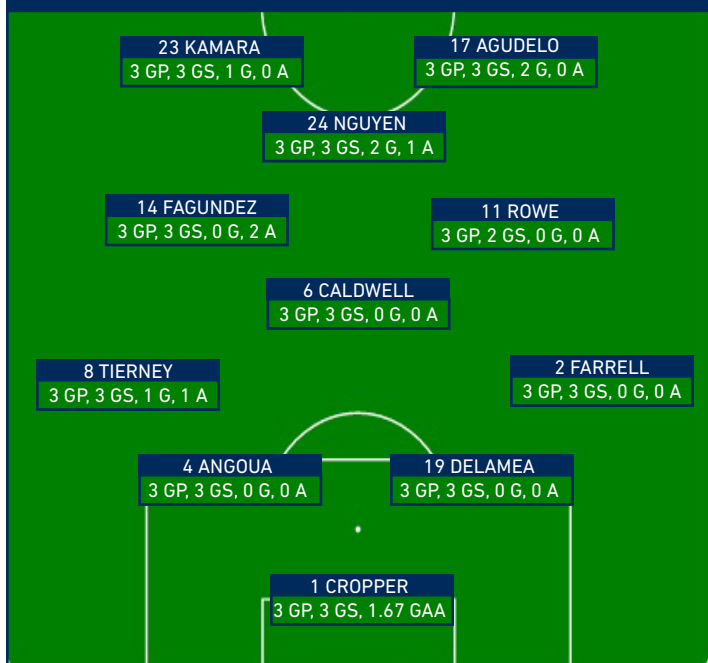 23 KAMARA
3 GP, 3 GS, 1 G, 0 A
17 AGUDELO
3 GP, 3 GS, 2 G, 0 A
24 NGUYEN
3 GP, 3 GS, 2 G, 1 A
14 FAGUNDEZ
3 GP, 3 GS, 0 G, 2 A
11 ROWE
3 GP, 2 GS, 0 G, 0 A
6 CALDWELL
3 GP, 3 GS, 0 G, 0 A
8 TIERNEY
3 GP, 3 GS, 1 G, 1 A
2 FARRELL
3 GP, 3 GS, 0 G, 0 A
4 ANGOUA
3 GP, 3 GS, 0 G, 0 A
19 DELAMEA
3 GP, 3 GS, 0 G, 0 A
1 CROPPER
3 GP, 3 GS, 1.67 GAA